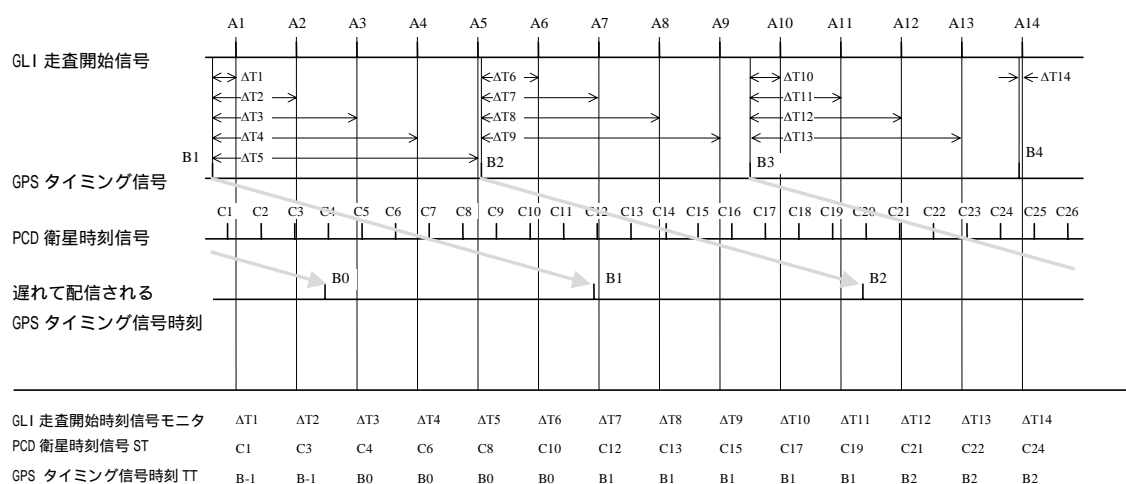 A1 A2 A3 A4 A5 A6 A7 A8 A9 A10 A11 A12 A13 A14
GLI 走査開始信号
ΔT1 ΔT6 ΔT10 ΔT14
ΔT2 ΔT7 ΔT11
ΔT3 ΔT8 ΔT12
ΔT4 ΔT9 ΔT13
B1 ΔT5 B2 B3 B4
GPS タイミング信号
C1 C2 C3 C4 C5 C6 C7 C8 C9 C10 C11 C12 C13 C14 C15 C16 C17 C18 C19 C20 C21 C22 C23 C24 C25 C26
PCD 衛星時刻信号
B0 B1 B2
遅れて配信される
GPS タイミング信号時刻
GLI 走査開始時刻信号モニタ ΔT1 ΔT2 ΔT3 ΔT4 ΔT5 ΔT6 ΔT7 ΔT8 ΔT9 ΔT10 ΔT11 ΔT12 ΔT13 ΔT14
PCD 衛星時刻信号 ST C1 C3 C4 C6 C8 C10 C12 C13 C15 C17 C19 C21 C22 C24
GPS タイミング信号時刻 TT B-1 B-1 B0 B0 B0 B0 B1 B1 B1 B1 B1 B2 B2 B2